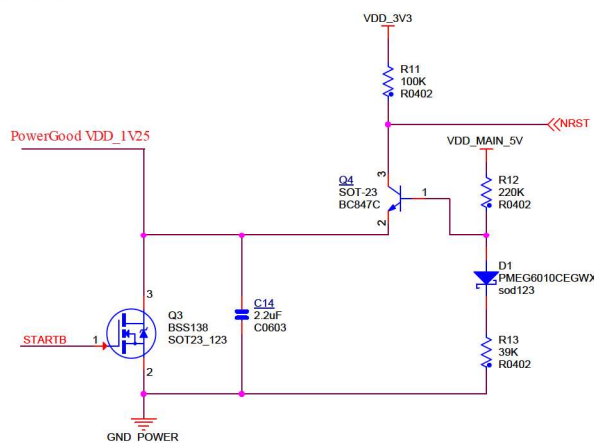 VDD_3V3
R11
100K
R0402
PowerGood VDD_1V25
NRST
VDD_MAIN_5V
3
Q4
SOT-23
BC847C
1
2
R12
220K
R0402
D1
PMEG6010CEGWX
sod123
3
Q3
BSS138
SOT23_123
C14
2.2uF
C0603
STARTB
1
2
R13
39K
R0402
GND_POWER